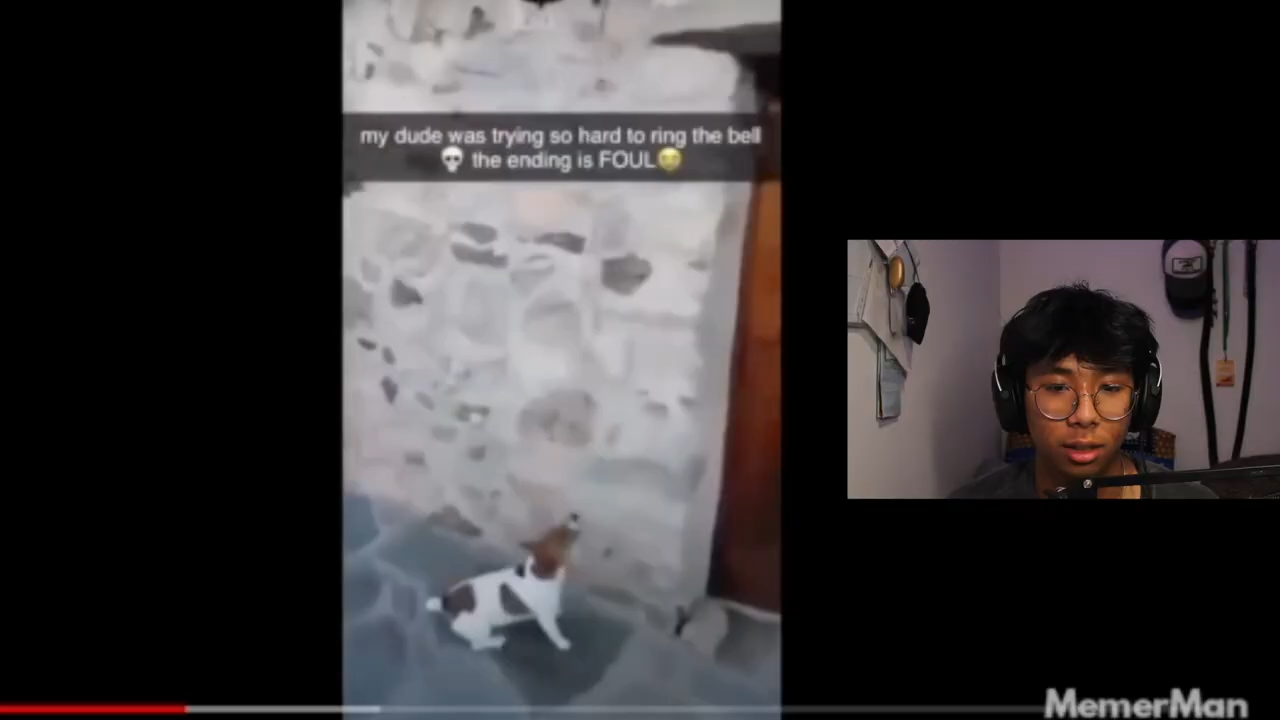 my dude was trying so hard to ring the bell
💀 the ending is FOUL😑
MemerMan